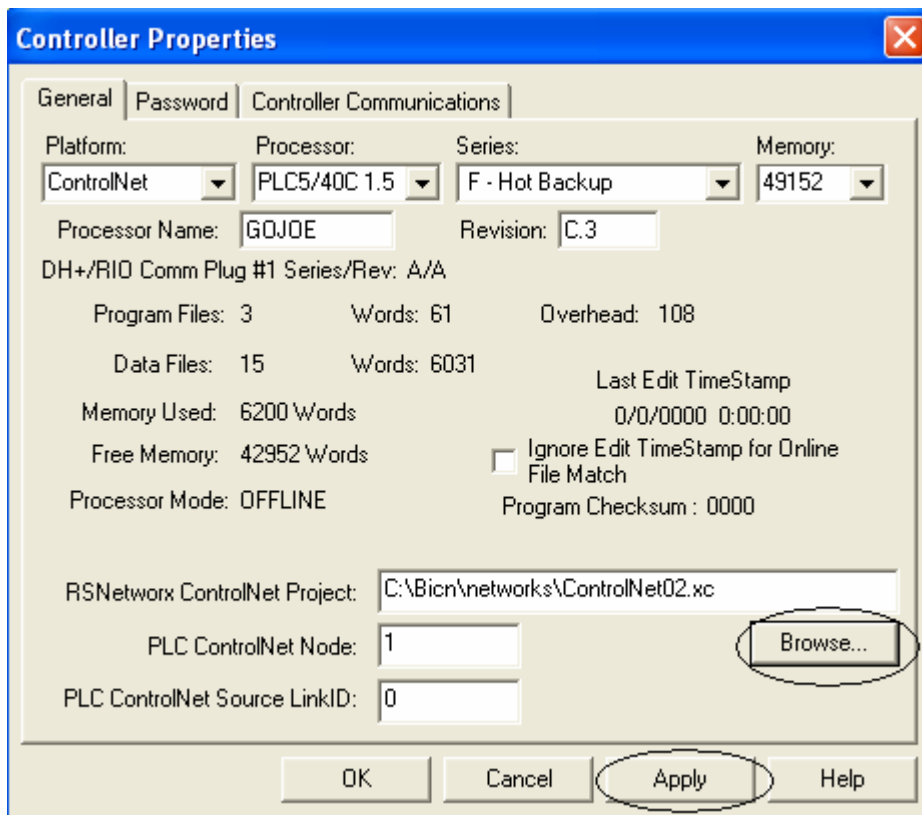 Controller Properties
General Password Controller Communications
Platform: Processor: Series: Memory:
ControlNet PLC5/40C 1.5 F - Hot Backup 49152
Processor Name: GOJOE Revision: C.3
DH+/RIO Comm Plug #1 Series/Rev: A/A
Program Files: 3 Words: 61 Overhead: 108
Data Files: 15 Words: 6031
Last Edit TimeStamp
Memory Used: 6200 Words 0/0/0000 0:00:00
Free Memory: 42952 Words Ignore Edit TimeStamp for Online
File Match
Processor Mode: OFFLINE Program Checksum : 0000
RSNetworx ControlNet Project: C:\Bicn\networks\ControlNet02.xc
PLC ControlNet Node: 1 Browse...
PLC ControlNet Source LinkID: 0
OK Cancel Apply Help